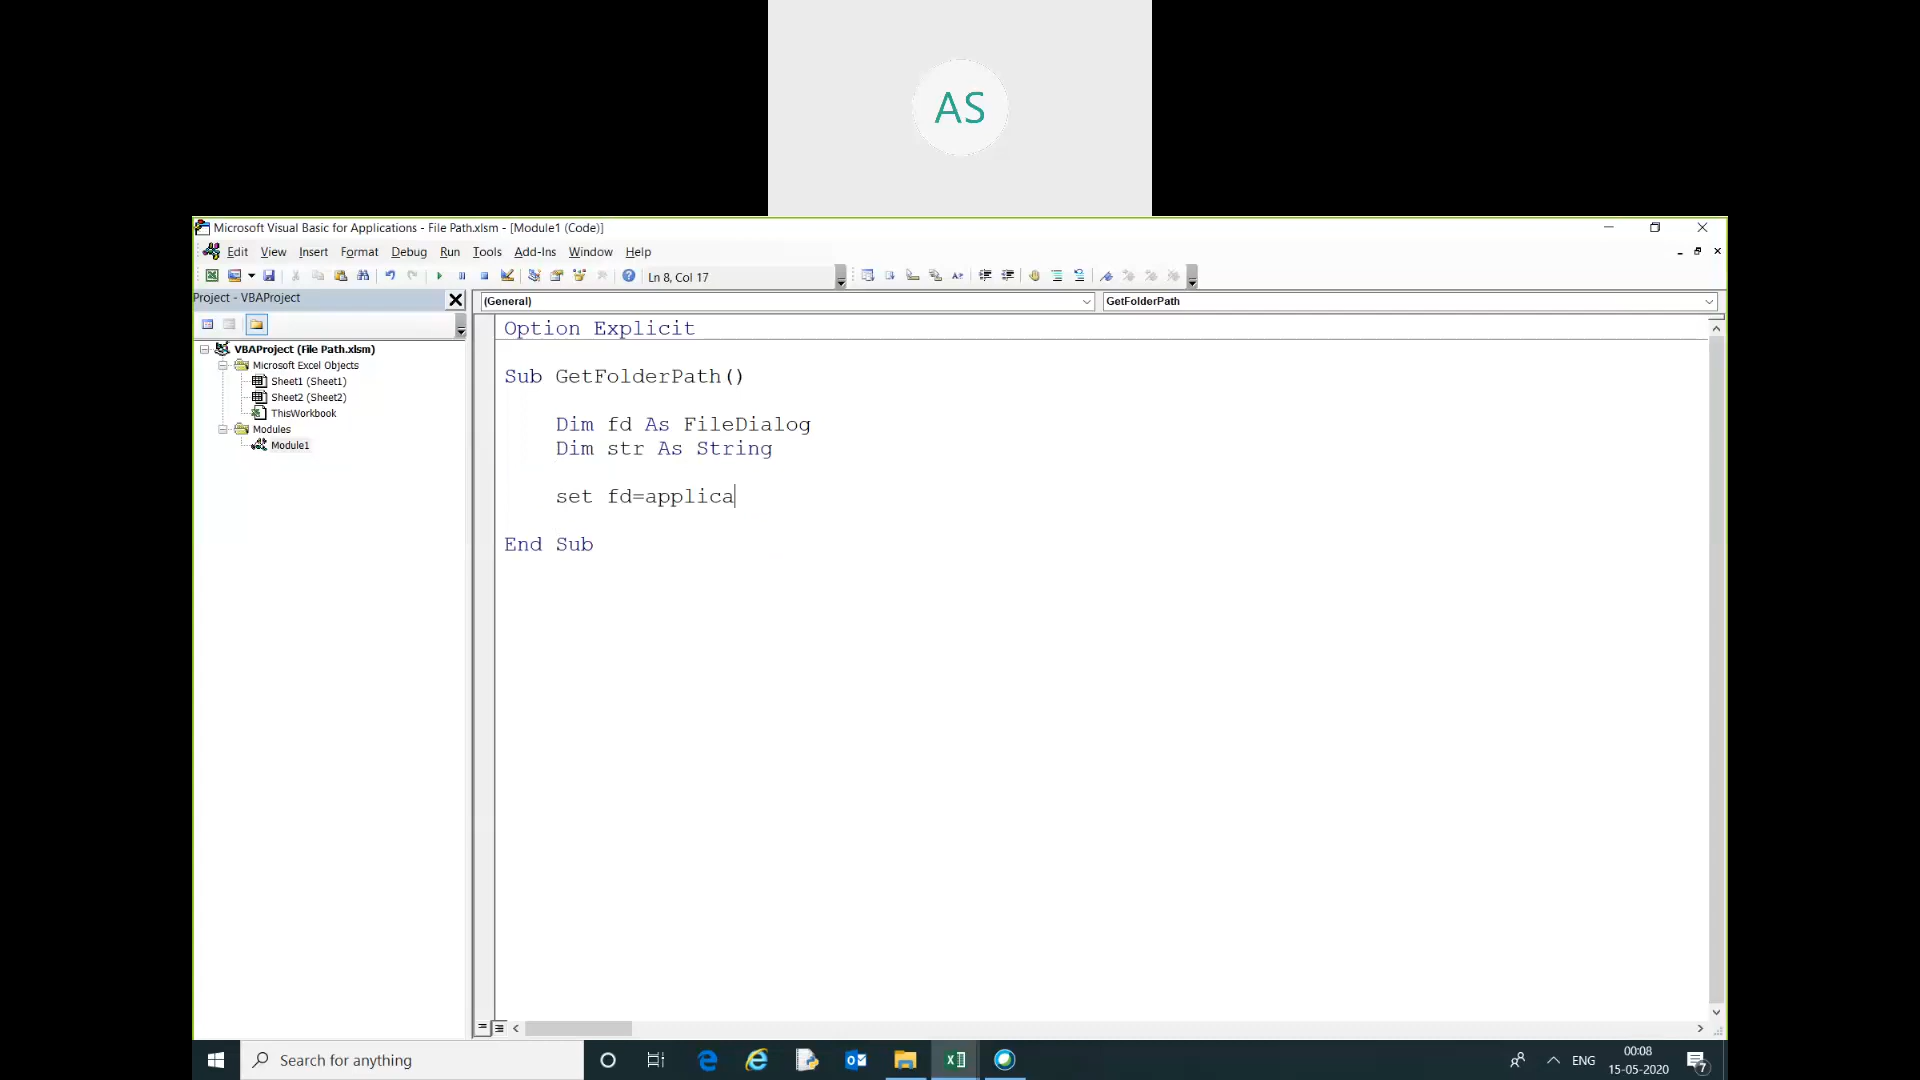 AS
Microsoft Visual Basic for Applications - File Path.xlsm - [Module1 (Code)]
Edit View Insert Format Debug Run Tools Add-Ins Window Help
Ln 8, Col 17
Project - VBAProject
(General)
GetFolderPath
VBAProject (File Path.xlsm)
Microsoft Excel Objects
Sheet1 (Sheet1)
Sheet2 (Sheet2)
ThisWorkbook
Modules
Module1
Option Explicit
Sub GetFolderPath()
Dim fd As FileDialog
Dim str As String
set fd=applica
End Sub
Search for anything
ENG
00:08
15-05-2020
7